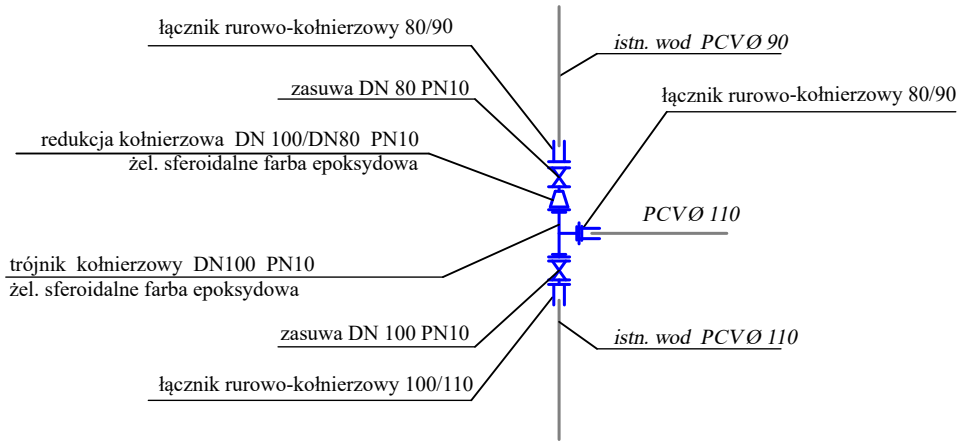 łącznik rurowo-kołnierzowy 80/90
istn. wod PCV Ø 90
zasuwa DN 80 PN10
łącznik rurowo-kołnierzowy 80/90
redukcja kołnierzowa DN 100/DN80 PN10
żel. sferoidalne farba epoksydowa
PCV Ø 110
trójnik kołnierzowy DN100 PN10
żel. sferoidalne farba epoksydowa
zasuwa DN 100 PN10
istn. wod PCV Ø 110
łącznik rurowo-kołnierzowy 100/110